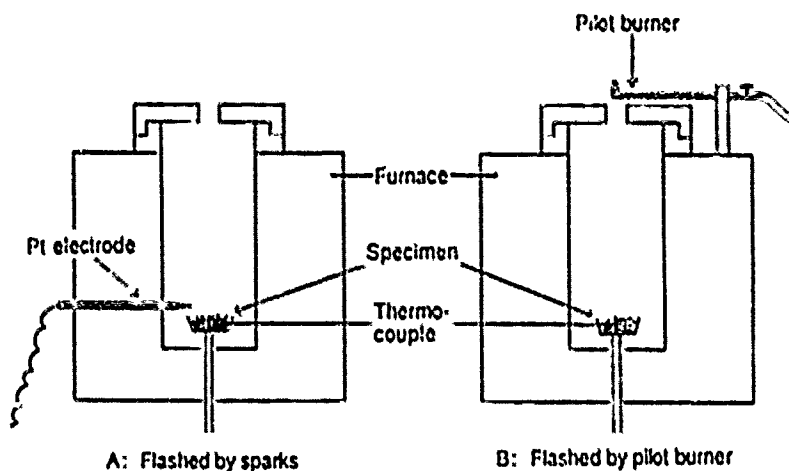 Pilot burner
Furnace
Pt electrode
Specimen
Thermo-
couple
A: Flashed by sparks
B: Flashed by pilot burner